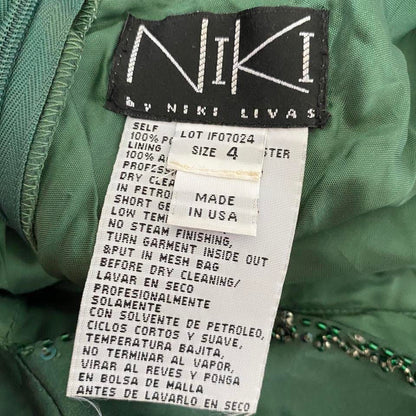 NIKI
by NIKI LIVAS
LOT IF07024
SIZE 4
MADE
IN USA
SELF
100% PO STER
LINING
100% A
PROFESSIONALLY
DRY CLEA
IN PETRO
SHORT GE
LOW TEM
NO STEAM FINISHING,
TURN GARMENT INSIDE OUT
&PUT IN MESH BAG
BEFORE DRY CLEANING/
LAVAR EN SECO
PROFESIONALMENTE
SOLAMENTE
CON SOLVENTE DE PETROLEO,
CICLOS CORTOS Y SUAVE,
TEMPERATURA BAJITA,
NO TERMINAR AL VAPOR,
VIRAR AL REVES Y PONGA
EN BOLSA DE MALLA
ANTES DE LAVARLO EN SECO